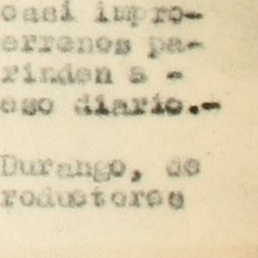 casi impro-
errenos pa-
rinden a -
eso diario.-
Durango, de
roductores